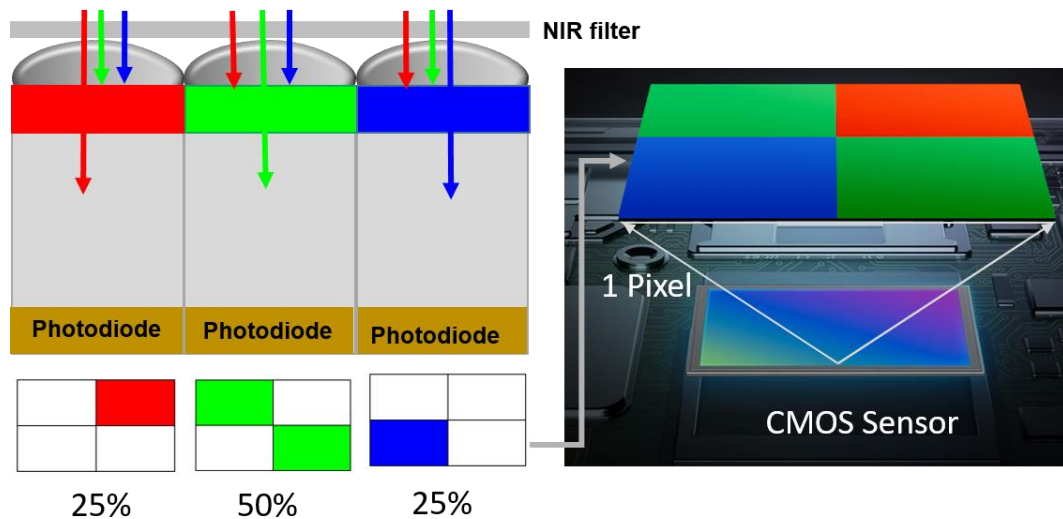 NIR filter
Photodiode
Photodiode
Photodiode
1 Pixel
CMOS Sensor
25%
50%
25%